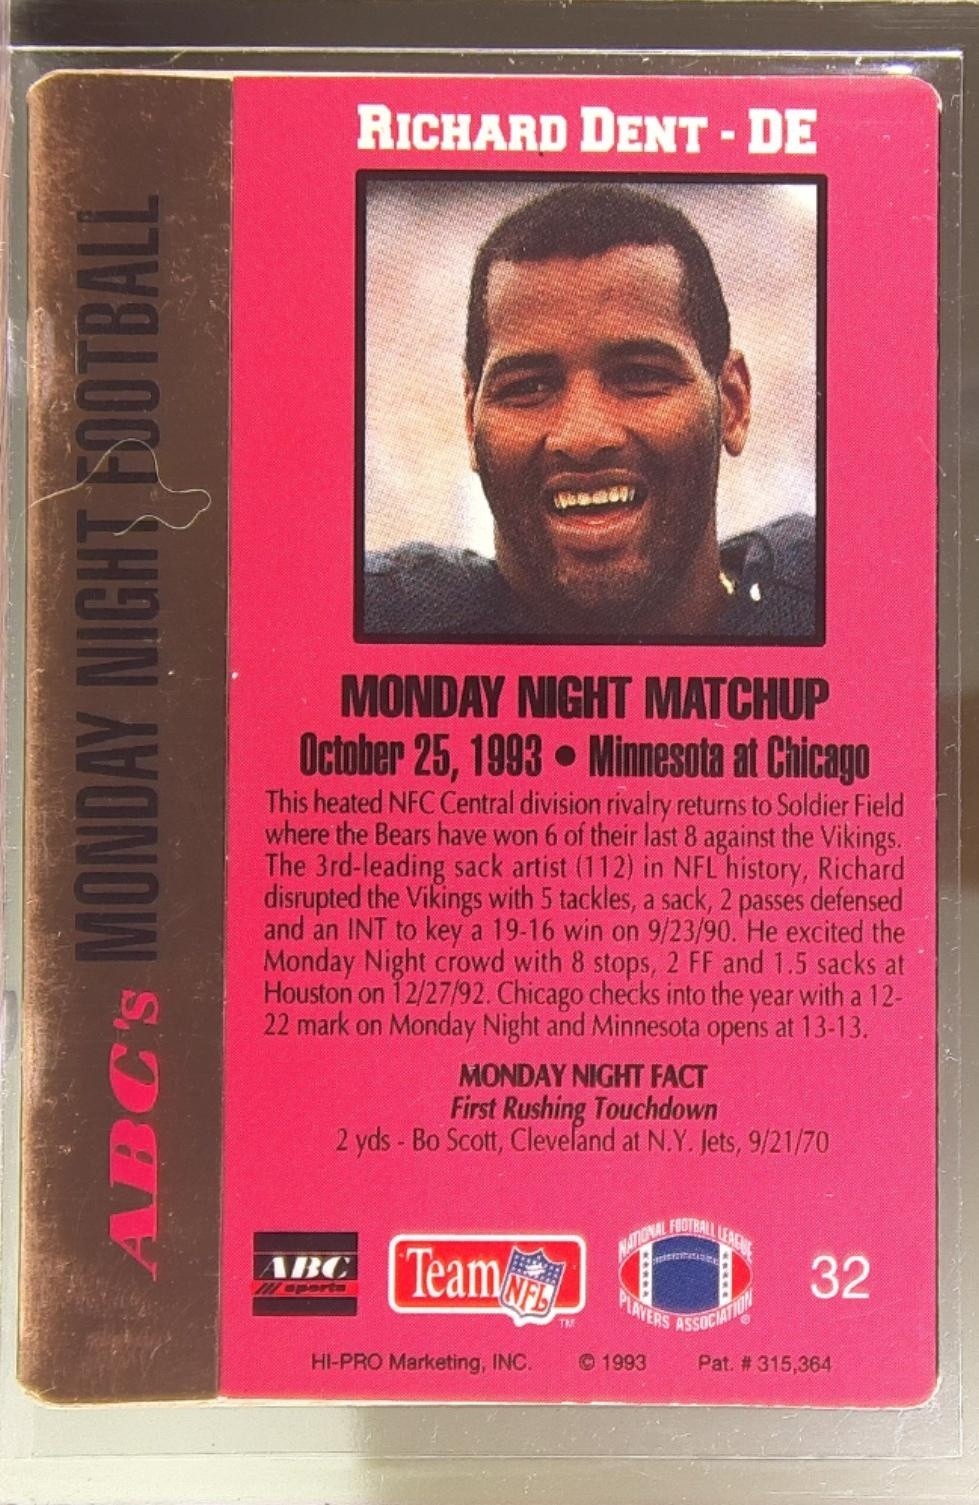 RICHARD DENT - DE
ABC's MONDAY NIGHT FOOTBALL
MONDAY NIGHT MATCHUP
October 25, 1993 • Minnesota at Chicago
This heated NFC Central division rivalry returns to Soldier Field
where the Bears have won 6 of their last 8 against the Vikings.
The 3rd-leading sack artist (112) in NFL history, Richard
disrupted the Vikings with 5 tackles, a sack, 2 passes defensed
and an INT to key a 19-16 win on 9/23/90. He excited the
Monday Night crowd with 8 stops, 2 FF and 1.5 sacks at
Houston on 12/27/92. Chicago checks into the year with a 12-
22 mark on Monday Night and Minnesota opens at 13-13.
MONDAY NIGHT FACT
First Rushing Touchdown
2 yds - Bo Scott, Cleveland at N.Y. Jets, 9/21/70
ABC
sports
Team NFL ™
NATIONAL FOOTBALL LEAGUE
PLAYERS ASSOCIATION ®
32
HI-PRO Marketing, INC. © 1993 Pat. # 315,364